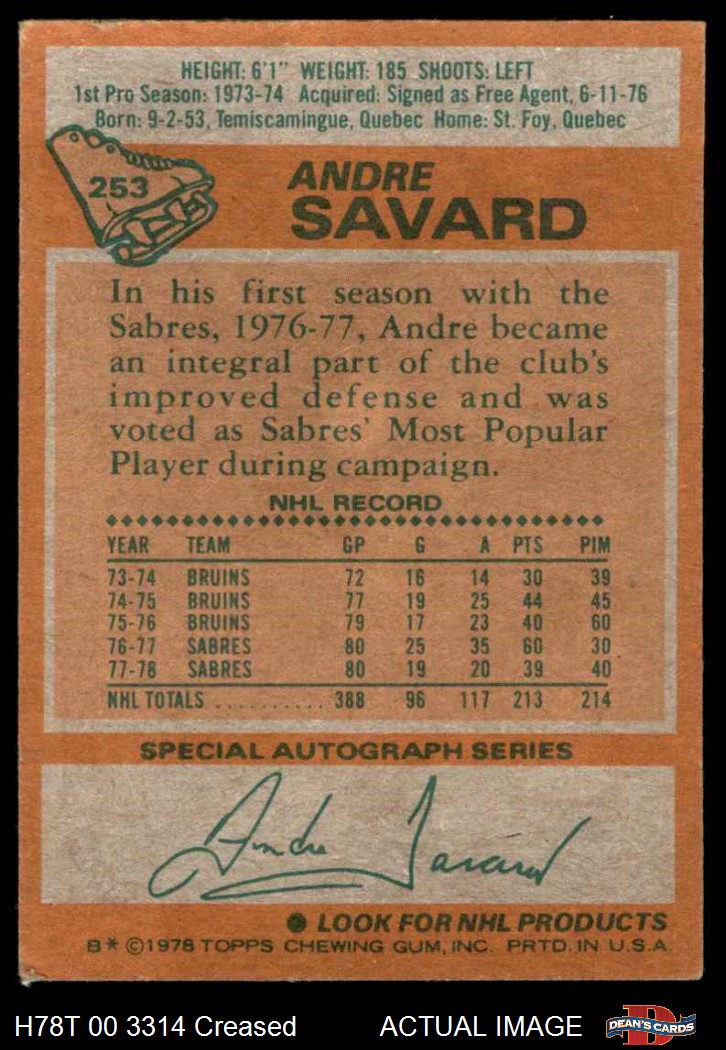 HEIGHT: 6'1" WEIGHT: 185 SHOOTS: LEFT
1st Pro Season: 1973-74 Acquired: Signed as Free Agent, 6-11-76
Born: 9-2-53, Temiscamingue, Quebec Home: St. Foy, Quebec
253
ANDRE
SAVARD
In his first season with the
Sabres, 1976-77, Andre became
an integral part of the club's
improved defense and was
voted as Sabres' Most Popular
Player during campaign.
NHL RECORD
YEAR TEAM GP G A PTS PIM
73-74 BRUINS 72 16 14 30 39
74-75 BRUINS 77 19 25 44 45
75-76 BRUINS 79 17 23 40 60
76-77 SABRES 80 25 35 60 30
77-78 SABRES 80 19 20 39 40
NHL TOTALS .......... 388 96 117 213 214
SPECIAL AUTOGRAPH SERIES
Andre Savard
LOOK FOR NHL PRODUCTS
B* ©1978 TOPPS CHEWING GUM, INC. PRTD. IN U.S.A
H78T 00 3314 Creased ACTUAL IMAGE
D
DEAN'S CARDS